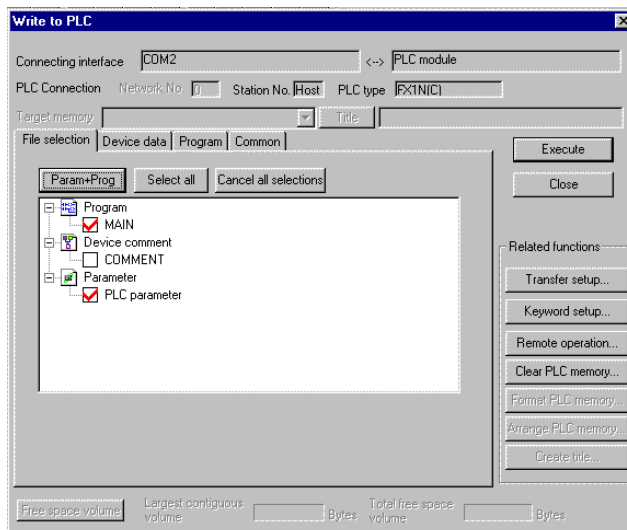 Write to PLC
Connecting interface COM2 <--> PLC module
PLC Connection Network No. 0 Station No. Host PLC type FX1N(C)
Target memory Title
File selection Device data Program Common
Param+Prog Select all Cancel all selections
Program
MAIN
Device comment
COMMENT
Parameter
PLC parameter
Execute
Close
Related functions
Transfer setup...
Keyword setup...
Remote operation...
Clear PLC memory...
Format PLC memory...
Arrange PLC memory...
Create title...
Free space volume Largest contiguous volume Bytes Total free space volume Bytes